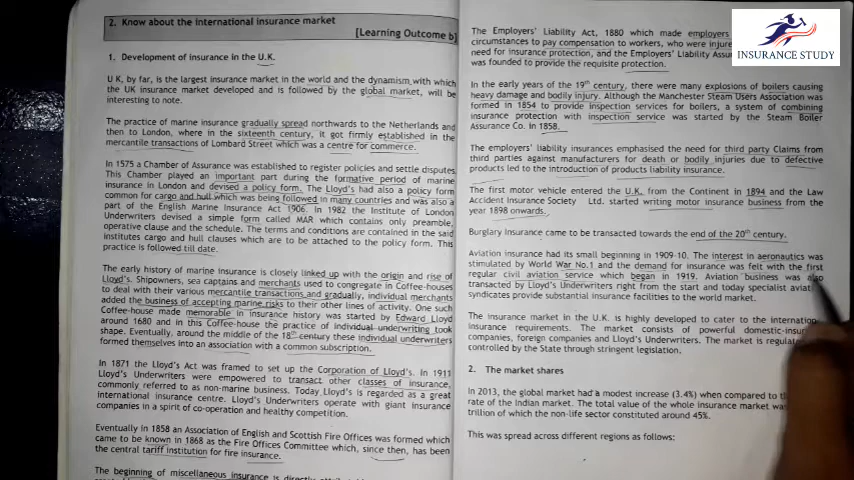 2. Know about the international insurance market
[Learning Outcome b]
1. Development of insurance in the U.K.
U K, by far, is the largest insurance market in the world and the dynamism with which
the UK insurance market developed and is followed by the global market, will be
interesting to note.
The practice of marine insurance gradually spread northwards to the Netherlands and
then to London, where in the sixteenth century, it got firmly established in the
mercantile transactions of Lombard Street which was a centre for commerce.
In 1575 a Chamber of Assurance was established to register policies and settle disputes.
This Chamber played an important part during the formative period of marine
insurance in London and devised a policy form. The Lloyd's had also a policy form
common for cargo and hull which was being followed in many countries and was also a
part of the English Marine Insurance Act 1906. In 1982 the Institute of London
Underwriters devised a simple form called MAR which contains only preamble,
operative clause and the schedule. The terms and conditions are contained in the said
institutes cargo and hull clauses which are to be attached to the policy form. This
practice is followed till date.
The early history of marine insurance is closely linked up with the origin and rise of
Lloyd's. Shipowners, sea captains and merchants used to congregate in Coffee-houses
to deal with their various mercantile transactions and gradually, individual merchants
added the business of accepting marine risks to their other lines of activity. One such
Coffee-house made memorable in insurance history was started by Edward Lloyd
around 1680 and in this Coffee-house the practice of individual underwriting took
shape. Eventually, around the middle of the 18th century these individual underwriters
formed themselves into an association with a common subscription.
In 1871 the Lloyd's Act was framed to set up the Corporation of Lloyd's. In 1911
Lloyd's Underwriters were empowered to transact other classes of insurance,
commonly referred to as non-marine business. Today Lloyd's is regarded as a great
international insurance centre. Lloyd's Underwriters operate with giant insurance
companies in a spirit of co-operation and healthy competition.
Eventually in 1858 an Association of English and Scottish Fire Offices was formed which
came to be known in 1868 as the Fire Offices Committee which, since then, has been
the central tariff institution for fire insurance.
The beginning of miscellaneous insurance is directly
The Employers' Liability Act, 1880 which made employers
circumstances to pay compensation to workers, who were injure
need for insurance protection, and the Employers' Liability Assu
was founded to provide the requisite protection.
In the early years of the 19th century, there were many explosions of boilers causing
heavy damage and bodily injury. Although the Manchester Steam Users Association was
formed in 1854 to provide inspection services for boilers, a system of combining
insurance protection with inspection service was started by the Steam Boiler
Assurance Co. in 1858.
The employers' liability insurances emphasised the need for third party Claims from
third parties against manufacturers for death or bodily injuries due to defective
products led to the introduction of products liability insurance.
The first motor vehicle entered the U.K. from the Continent in 1894 and the Law
Accident Insurance Society Ltd. started writing motor insurance business from the
year 1898 onwards.
Burglary Insurance came to be transacted towards the end of the 20th century.
Aviation insurance had its small beginning in 1909-10. The interest in aeronautics was
stimulated by World War No.1 and the demand for insurance was felt with the first
regular civil aviation service which began in 1919. Aviation business was also
transacted by Lloyd's Underwriters right from the start and today specialist aviat
syndicates provide substantial insurance facilities to the world market.
The insurance market in the U.K. is highly developed to cater to the internation
insurance requirements. The market consists of powerful domestic-insur
companies, foreign companies and Lloyd's Underwriters. The market is regulate
controlled by the State through stringent legislation.
2. The market shares
In 2013, the global market had a modest increase (3.4%) when compared to th
rate of the Indian market. The total value of the whole insurance market wa
trillion of which the non-life sector constituted around 45%.
This was spread across different regions as follows:
INSURANCE STUDY